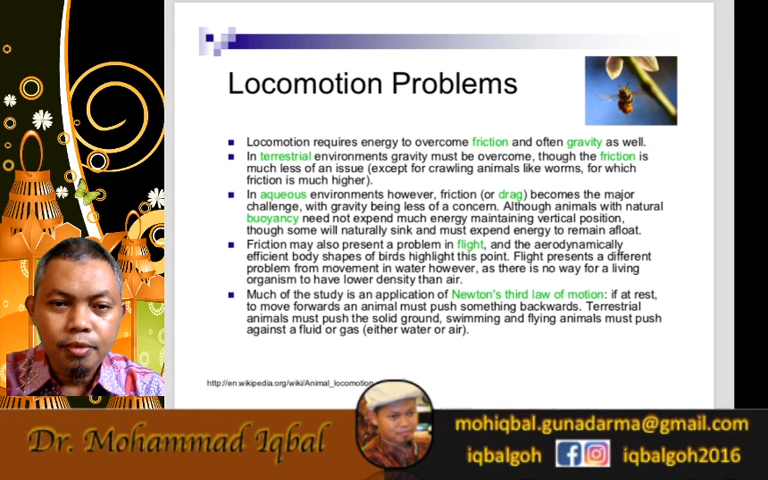 Locomotion Problems
Locomotion requires energy to overcome friction and often gravity as well.
In terrestrial environments gravity must be overcome, though the friction is
much less of an issue (except for crawling animals like worms, for which
friction is much higher).
In aqueous environments however, friction (or drag) becomes the major
challenge, with gravity being less of a concern. Although animals with natural
buoyancy need not expend much energy maintaining vertical position,
though some will naturally sink and must expend energy to remain afloat.
Friction may also present a problem in flight, and the aerodynamically
efficient body shapes of birds highlight this point. Flight presents a different
problem from movement in water however, as there is no way for a living
organism to have lower density than air.
Much of the study is an application of Newton's third law of motion: if at rest,
to move forwards an animal must push something backwards. Terrestrial
animals must push the solid ground, swimming and flying animals must push
against a fluid or gas (either water or air).
http://en.wikipedia.org/wiki/Animal_locomotion
Dr. Mohammad Iqbal
mohiqbal.gunadarma@gmail.com
iqbalgoh iqbalgoh2016